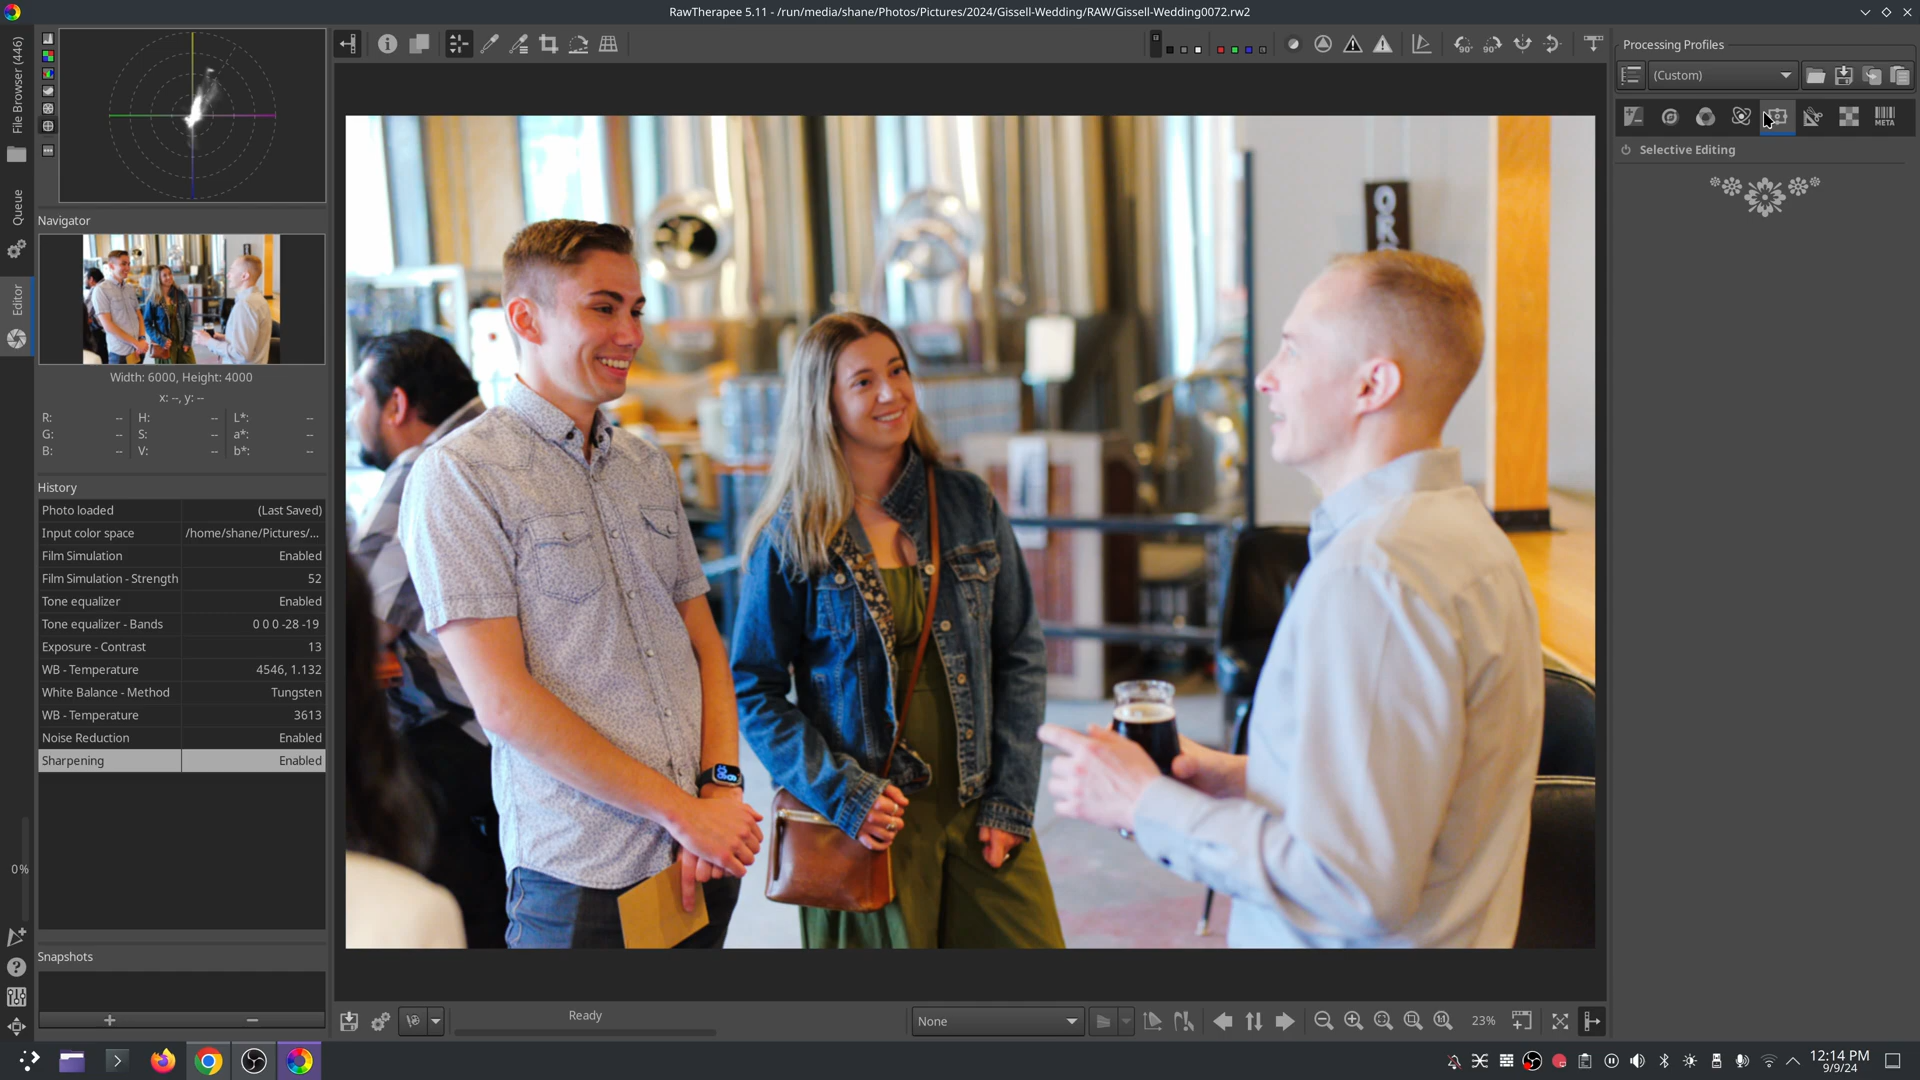 RawTherapee 5.11 - /run/media/shane/Photos/Pictures/2024/Gissell-Wedding/RAW/Gissell-Wedding0072.rw2
File Browser (446)
Queue
Editor
0%
Navigator
Width: 6000, Height: 4000
x: --, y: --
R: -- H: -- L*: --
G: -- S: -- a*: --
B: -- V: -- b*: --
History
Photo loaded (Last Saved)
Input color space /home/shane/Pictures/...
Film Simulation Enabled
Film Simulation - Strength 52
Tone equalizer Enabled
Tone equalizer - Bands 0 0 0 -28 -19
Exposure - Contrast 13
WB - Temperature 4546, 1.132
White Balance - Method Tungsten
WB - Temperature 3613
Noise Reduction Enabled
Sharpening Enabled
Snapshots
Ready
None
23%
Processing Profiles
(Custom)
META
Selective Editing
12:14 PM
9/9/24